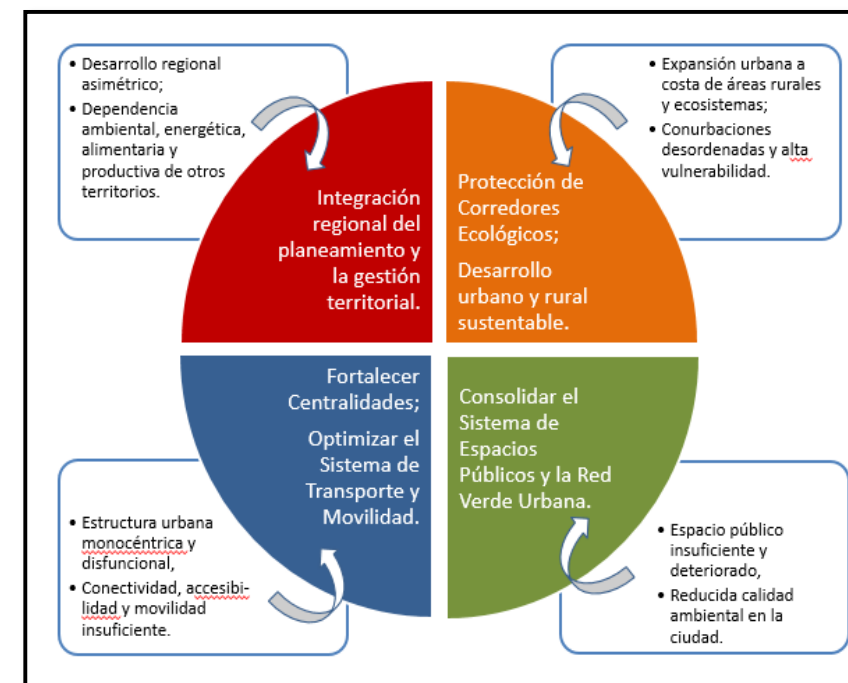 • Desarrollo regional
asimétrico;
• Dependencia
ambiental, energética,
alimentaria y
productiva de otros
territorios.
Integración
regional del
planeamiento y
la gestión
territorial.
• Expansión urbana a
costa de áreas rurales
y ecosistemas;
• Conurbaciones
desordenadas y alta
vulnerabilidad.
Protección de
Corredores
Ecológicos;
Desarrollo
urbano y rural
sustentable.
Fortalecer
Centralidades;
Optimizar el
Sistema de
Transporte y
Movilidad.
• Estructura urbana
monocéntrica y
disfuncional,
• Conectividad, accesibi-
lidad y movilidad
insuficiente.
Consolidar el
Sistema de
Espacios
Públicos y la Red
Verde Urbana.
• Espacio público
insuficiente y
deteriorado,
• Reducida calidad
ambiental en la
ciudad.